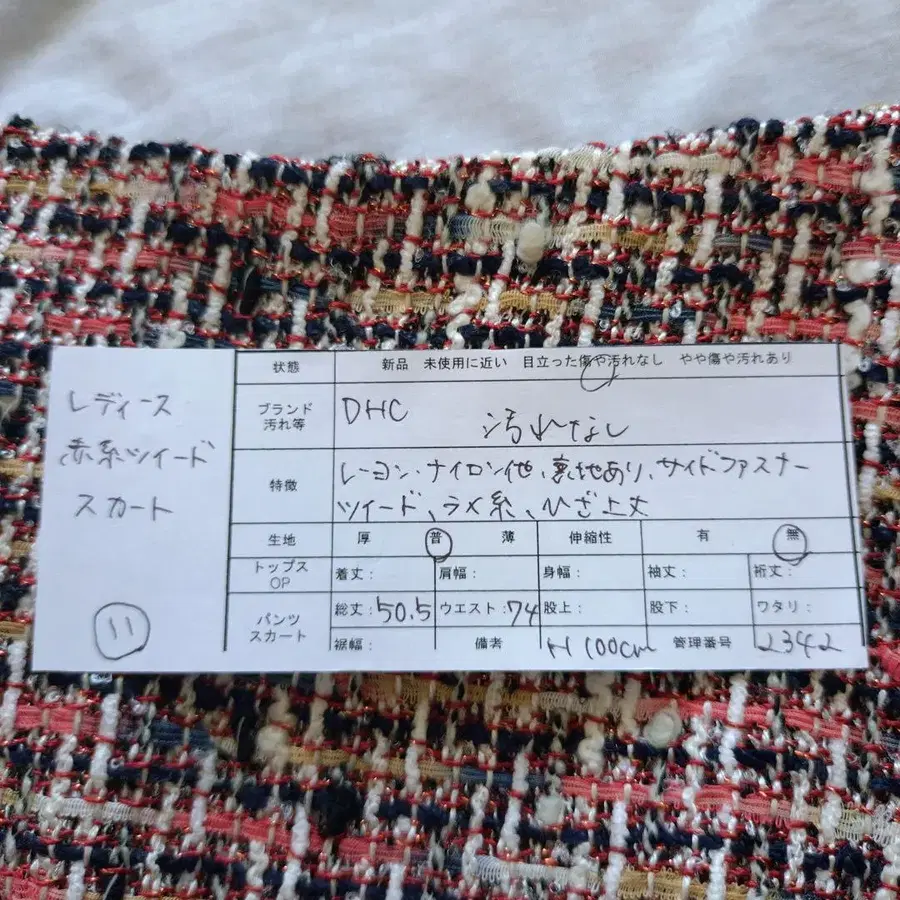 レディース
赤系ツイード
スカート
11
状態 新品 未使用に近い 目立った傷や汚れなし やや傷や汚れあり
ブランド DHC
汚れ等 汚れなし
特徴 レーヨン・ナイロン他、裏地あり、サイドファスナー
ツイード、ラメ糸、ひざ上丈
生地 厚 普 薄 伸縮性 有 無
トップス
OP 着丈: 肩幅: 身幅: 袖丈: 裄丈:
パンツ
スカート 総丈:50.5 ウエスト:74 股上: 股下: ワタリ:
裾幅: 備考 H 100cm 管理番号 2342